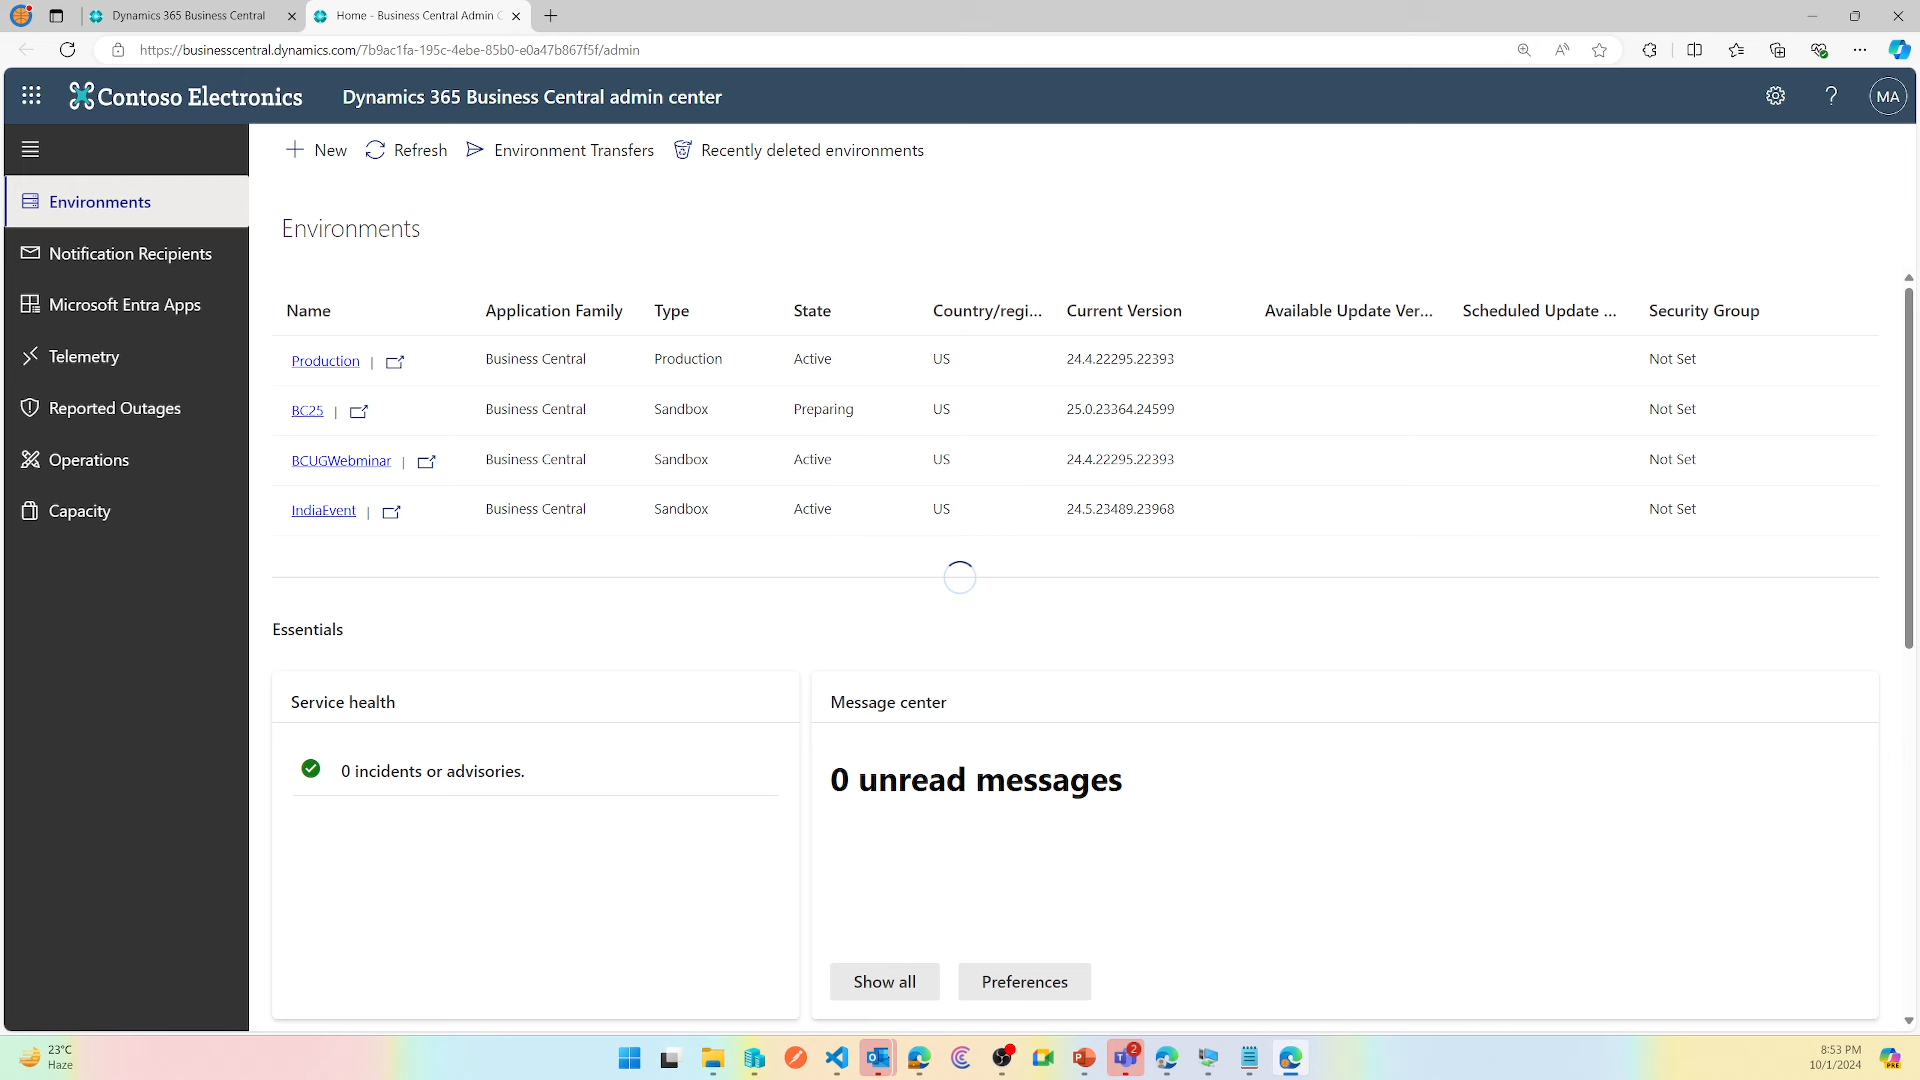 Dynamics 365 Business Central
Home - Business Central Admin C
https://businesscentral.dynamics.com/7b9ac1fa-195c-4ebe-85b0-e0a47b867f5f/admin
Contoso Electronics
Dynamics 365 Business Central admin center
? MA
New Refresh Environment Transfers Recently deleted environments
Environments
Notification Recipients
Microsoft Entra Apps
Telemetry
Reported Outages
Operations
Capacity
Environments
Name Application Family Type State Country/regi... Current Version Available Update Ver... Scheduled Update ... Security Group
Production | Business Central Production Active US 24.4.22295.22393 Not Set
BC25 | Business Central Sandbox Preparing US 25.0.23364.24599 Not Set
BCUGWebminar | Business Central Sandbox Active US 24.4.22295.22393 Not Set
IndiaEvent | Business Central Sandbox Active US 24.5.23489.23968 Not Set
Essentials
Service health
0 incidents or advisories.
Message center
0 unread messages
Show all Preferences
23°C
Haze
2
8:53 PM
10/1/2024
PRE